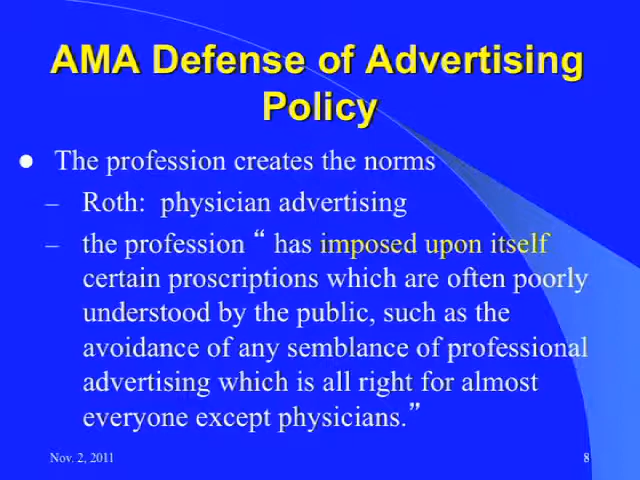 AMA Defense of Advertising
Policy
● The profession creates the norms
– Roth:  physician advertising
– the profession “ has imposed upon itself
certain proscriptions which are often poorly
understood by the public, such as the
avoidance of any semblance of professional
advertising which is all right for almost
everyone except physicians.”
Nov. 2, 2011
8